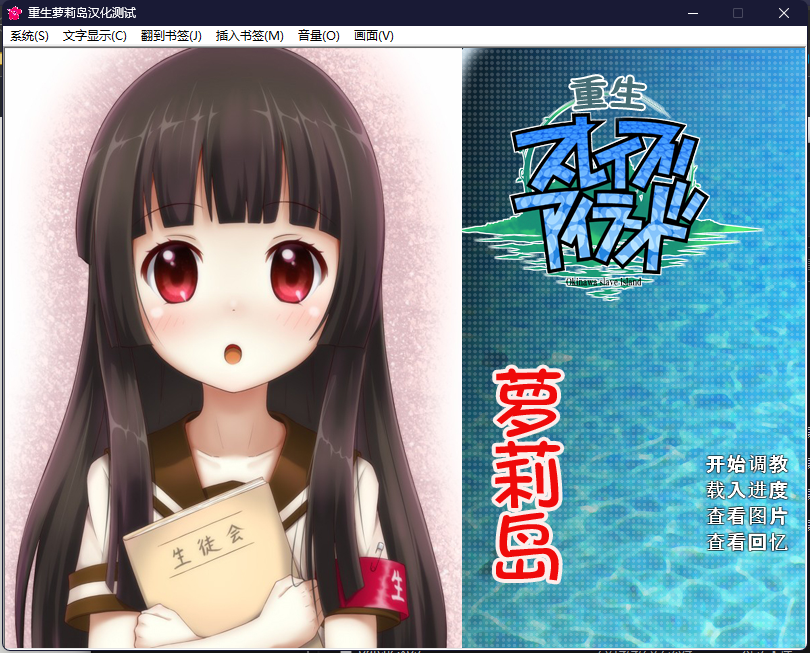 重生萝莉岛汉化测试
系统(S) 文字显示(C) 翻到书签(J) 插入书签(M) 音量(O) 画面(V)
重生
スレイブ!
アイランド!
Okinawa slave island
萝莉岛
开始调教
载入进度
查看图片
查看回忆
生徒会
生